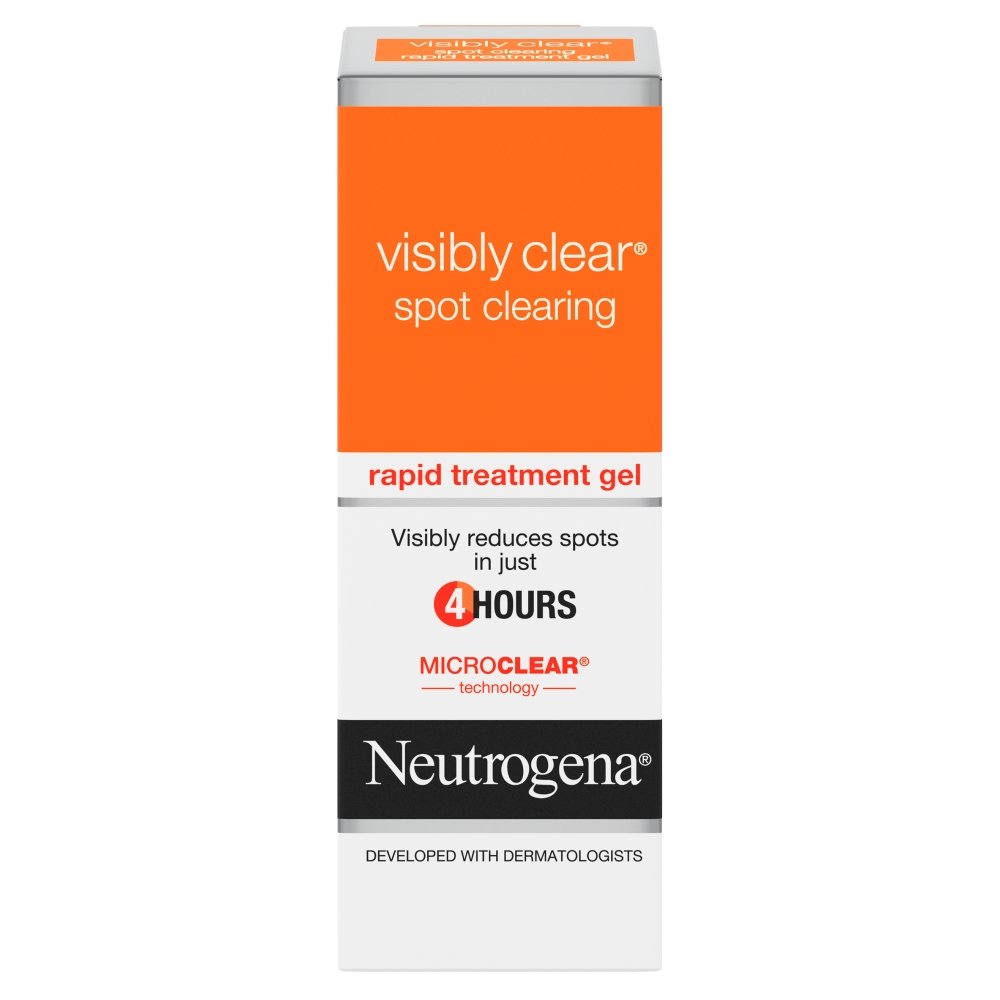 visibly clear®
spot clearing
rapid treatment gel
visibly clear®
spot clearing
rapid treatment gel
Visibly reduces spots
in just
4 HOURS
MICROCLEAR®
technology
Neutrogena®
DEVELOPED WITH DERMATOLOGISTS